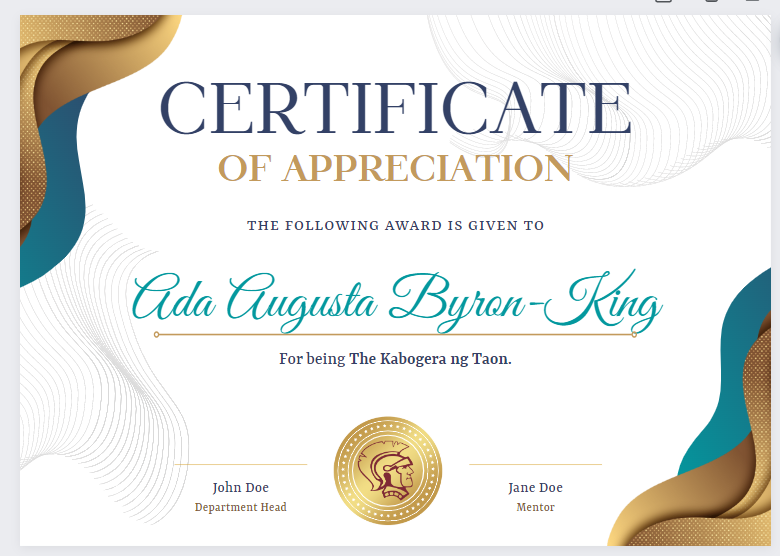 CERTIFICATE
OF APPRECIATION
THE FOLLOWING AWARD IS GIVEN TO
Ada Augusta Byron-King
For being The Kabogera ng Taon.
John Doe
Department Head
Jane Doe
Mentor